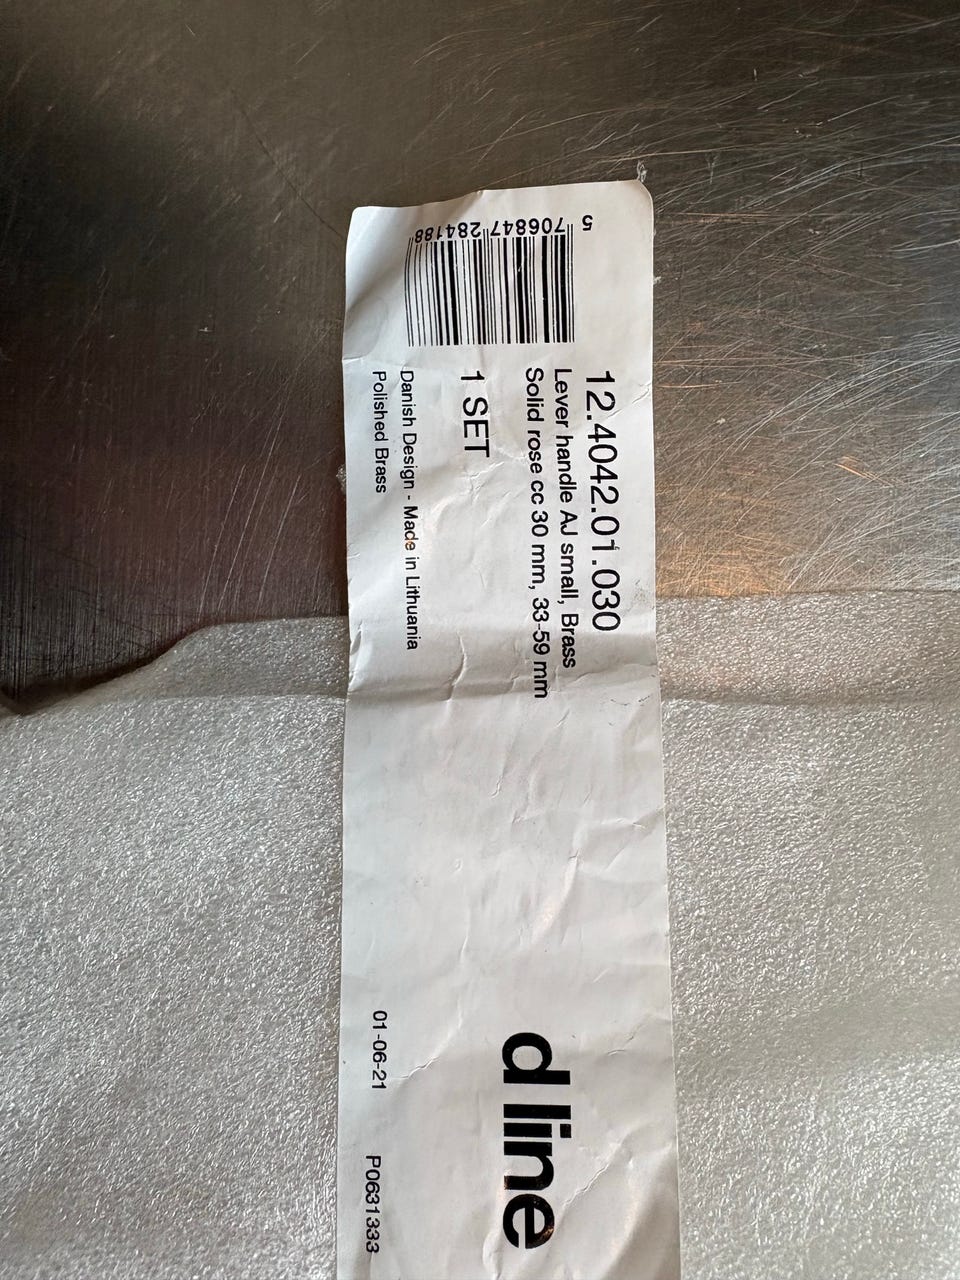 5 706847 284188
12.4042.01.030
Lever handle AJ small, Brass
Solid rose cc 30 mm, 33-59 mm
1 SET
Danish Design - Made in Lithuania
Polished Brass
d line
01-06-21 P0631333